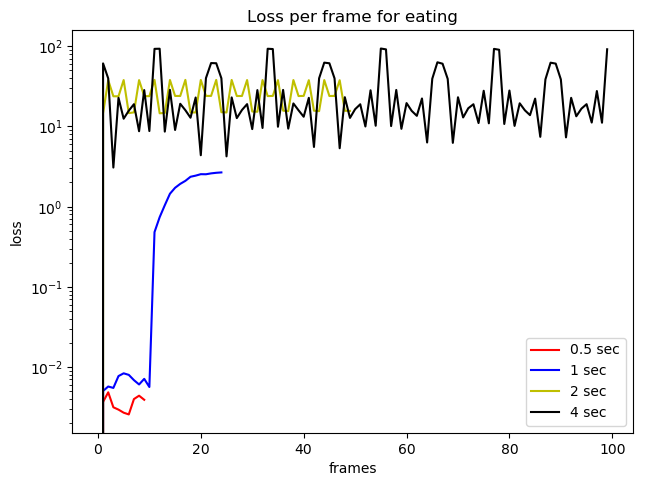 Loss per frame for eating
10²
10¹
10⁰
10⁻¹
10⁻²
loss
0 20 40 60 80 100
frames
0.5 sec
1 sec
2 sec
4 sec